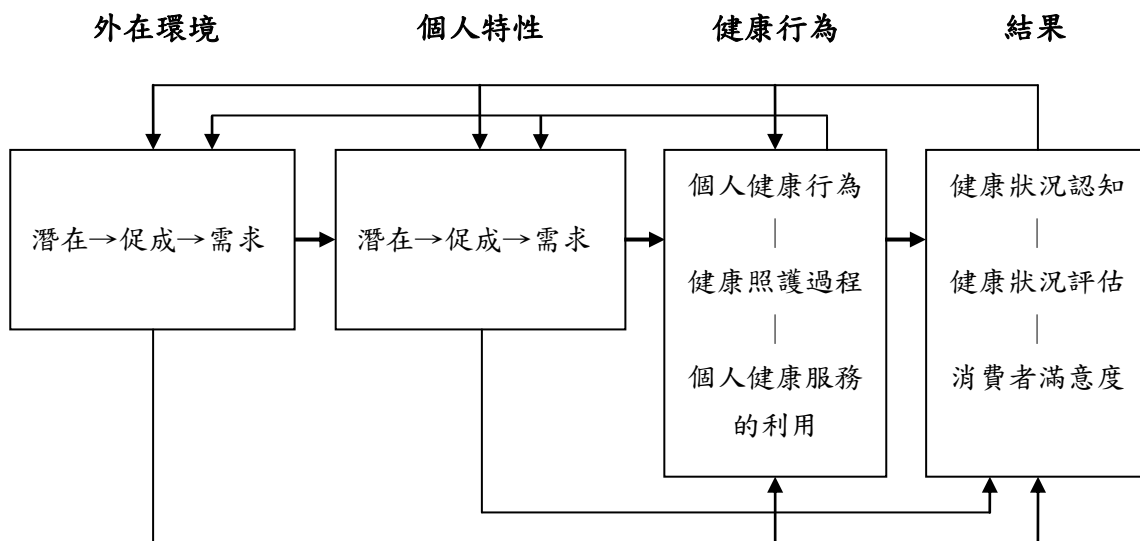 外在環境
個人特性
健康行為
結果
潛在→促成→需求
潛在→促成→需求
個人健康行為
|
健康照護過程
|
個人健康服務
的利用
健康狀況認知
|
健康狀況評估
|
消費者滿意度